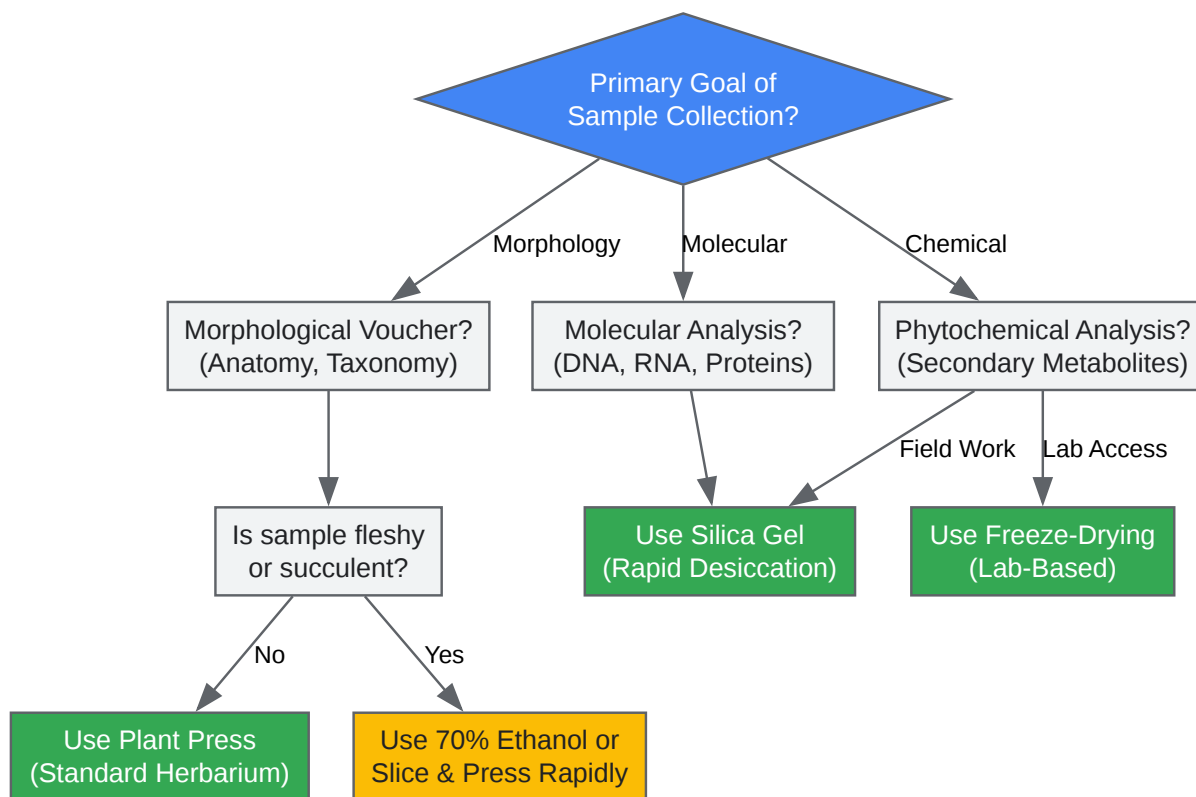 Primary Goal of
Sample Collection?
Morphology
Molecular
Chemical
Morphological Voucher?
(Anatomy, Taxonomy)
Molecular Analysis?
(DNA, RNA, Proteins)
Phytochemical Analysis?
(Secondary Metabolites)
Field Work
Lab Access
Is sample fleshy
or succulent?
Use Silica Gel
(Rapid Desiccation)
Use Freeze-Drying
(Lab-Based)
No
Yes
Use Plant Press
(Standard Herbarium)
Use 70% Ethanol or
Slice & Press Rapidly